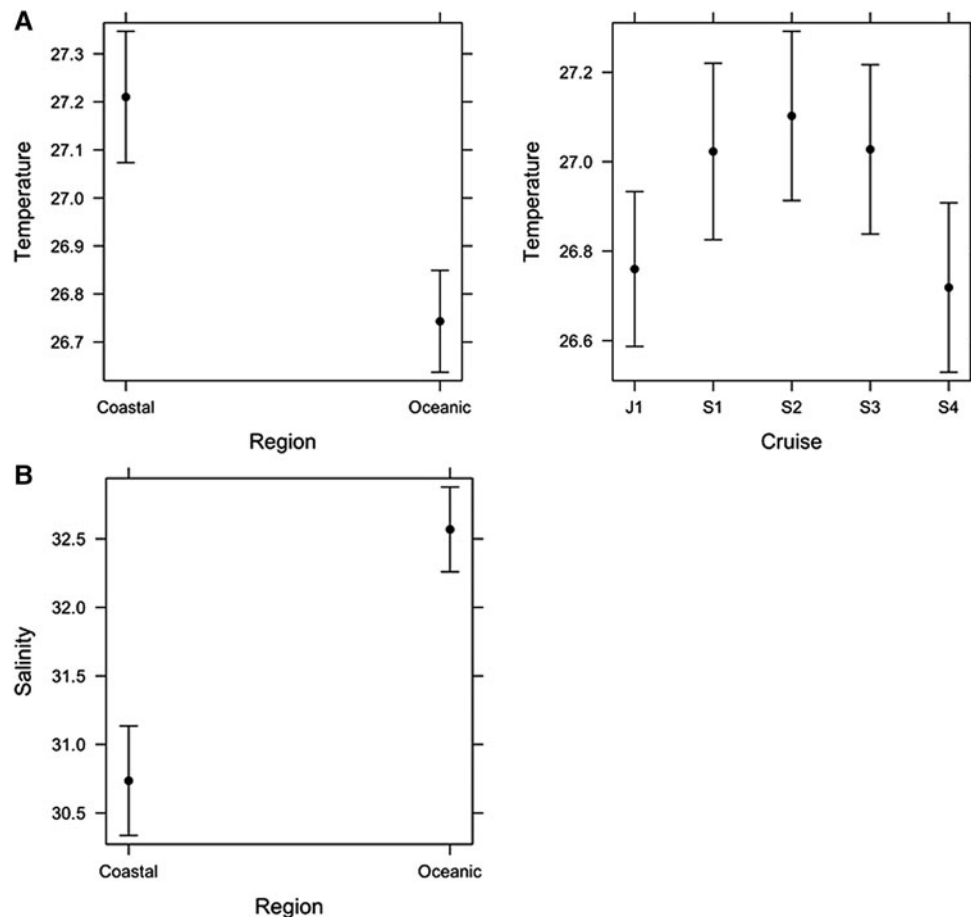 A
Temperature
27.3
27.2
27.1
27.0
26.9
26.8
26.7
Coastal Oceanic
Region
Temperature
27.2
27.0
26.8
26.6
J1 S1 S2 S3 S4
Cruise
B
Salinity
32.5
32.0
31.5
31.0
30.5
Coastal Oceanic
Region